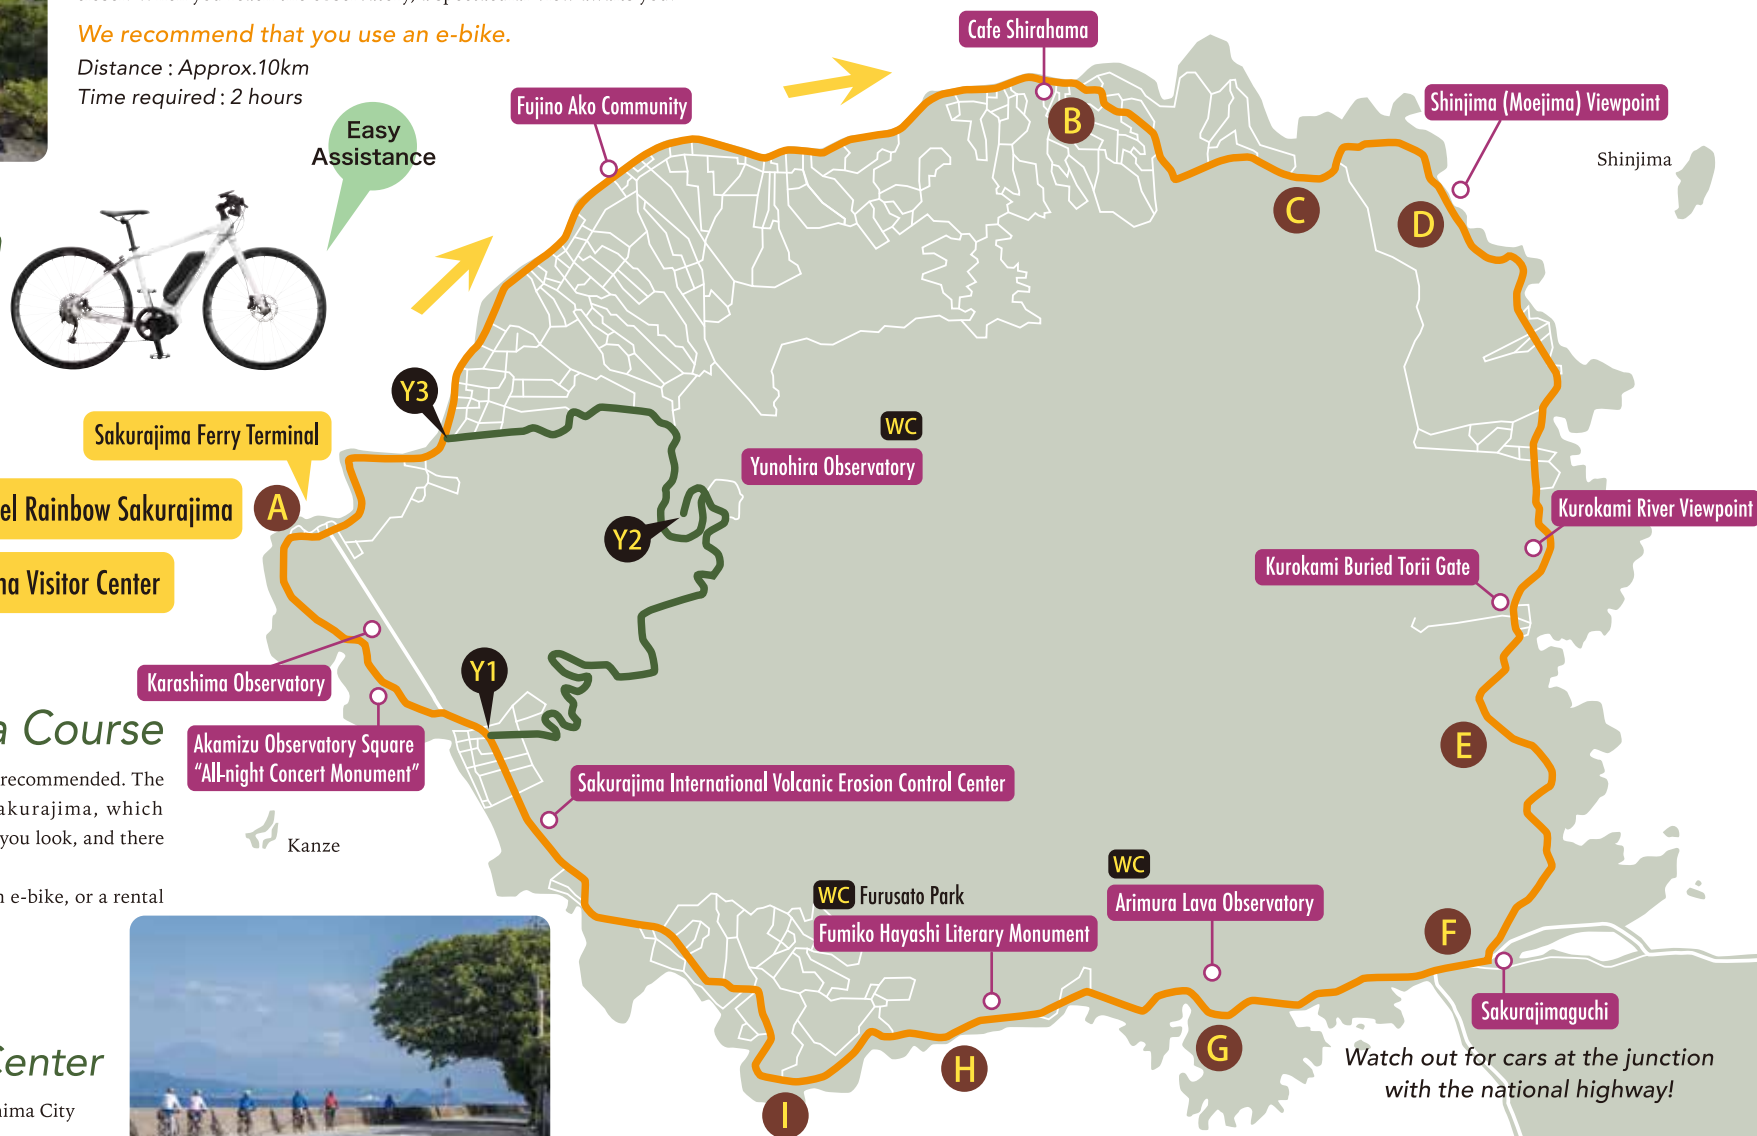 We recommend that you use an e-bike.
Distance : Approx.10km
Time required : 2 hours
Easy
Assistance
Cafe Shirahama
Fujino Ako Community
B
Shinjima (Moejima) Viewpoint
Shinjima
C
D
Y3
Sakurajima Ferry Terminal
WC
Yunohira Observatory
A
el Rainbow Sakurajima
Y2
Kurokami River Viewpoint
Kurokami Buried Torii Gate
na Visitor Center
Karashima Observatory
Y1
a Course
Akamizu Observatory Square
“All-night Concert Monument”
E
recommended. The
akurajima, which
you look, and there
n e-bike, or a rental
Sakurajima International Volcanic Erosion Control Center
Kanze
WC
Arimura Lava Observatory
WC Furusato Park
Fumiko Hayashi Literary Monument
F
Sakurajimaguchi
G
H
I
Watch out for cars at the junction
with the national highway!
Center
hima City